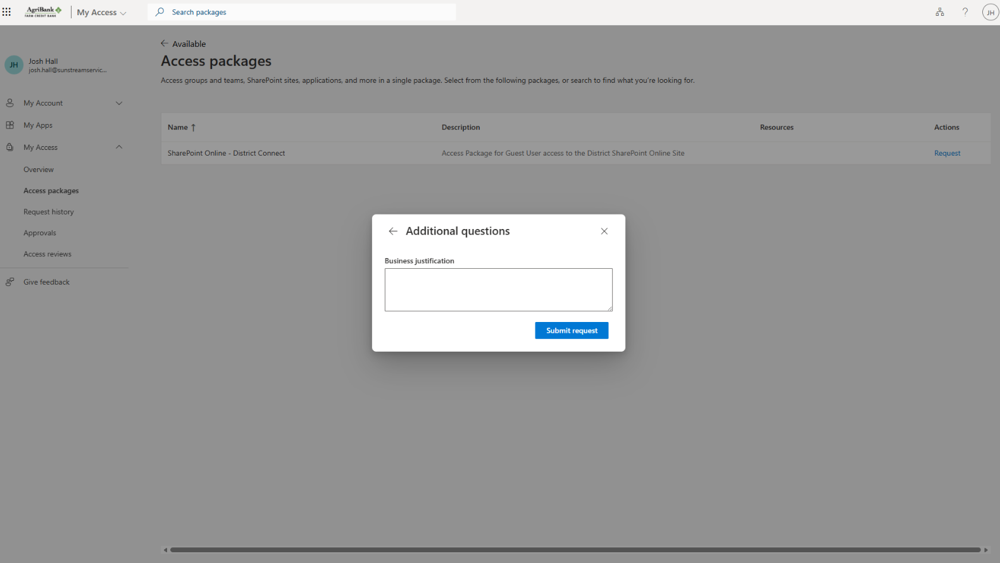 AgriBank
FARM CREDIT BANK
My Access
Search packages
?
JH
JH
Josh Hall
josh.hall@sunstreamservic...
My Account
My Apps
My Access
Overview
Access packages
Request history
Approvals
Access reviews
Give feedback
Available
Access packages
Access groups and teams, SharePoint sites, applications, and more in a single package. Select from the following packages, or search to find what you're looking for.
Name ↑ Description Resources Actions
SharePoint Online - District Connect Access Package for Guest User access to the District SharePoint Online Site Request
Additional questions
Business justification
Submit request